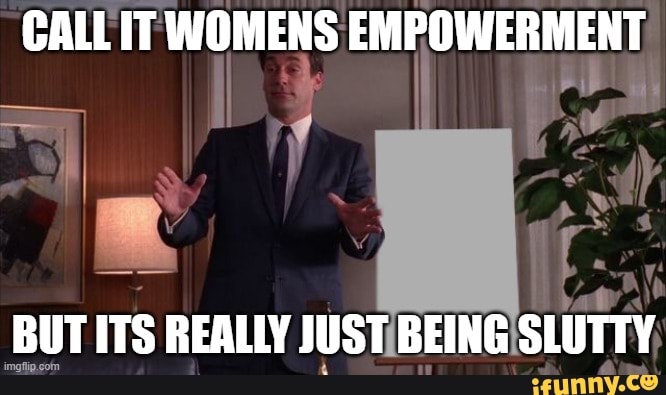 CALL IT WOMENS EMPOWERMENT
BUT ITS REALLY JUST BEING SLUTTY
imgflip.com
ifunny.co